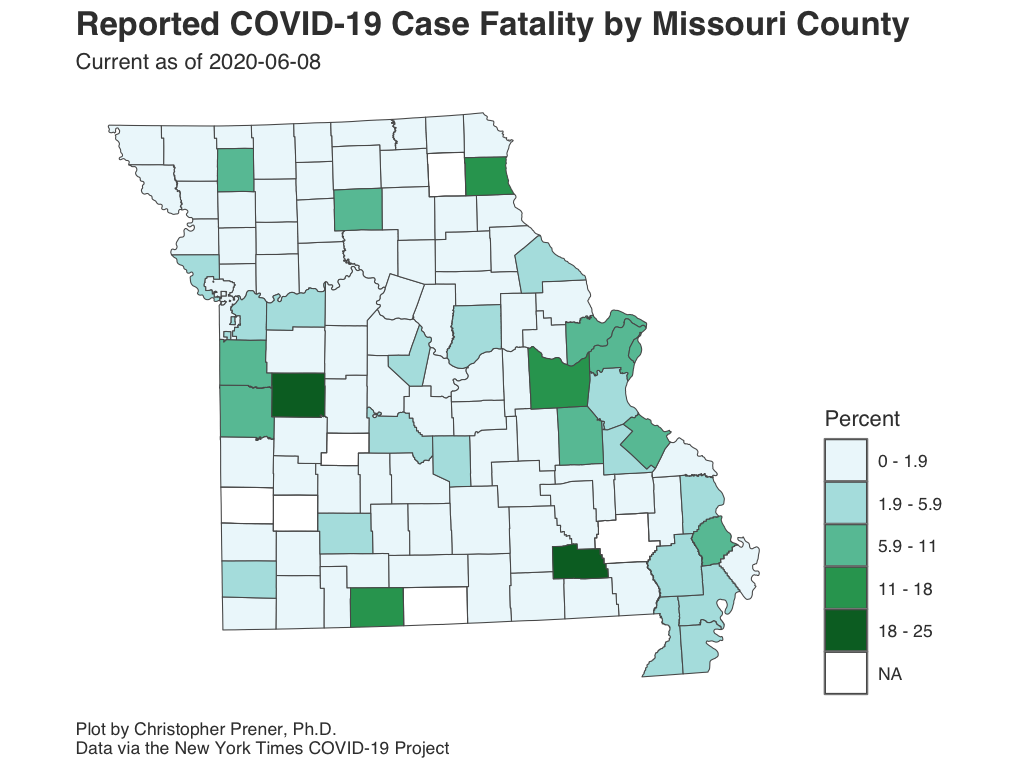 Reported COVID-19 Case Fatality by Missouri County
Current as of 2020-06-08
Percent
0 - 1.9
1.9 - 5.9
5.9 - 11
11 - 18
18 - 25
NA
Plot by Christopher Prener, Ph.D.
Data via the New York Times COVID-19 Project